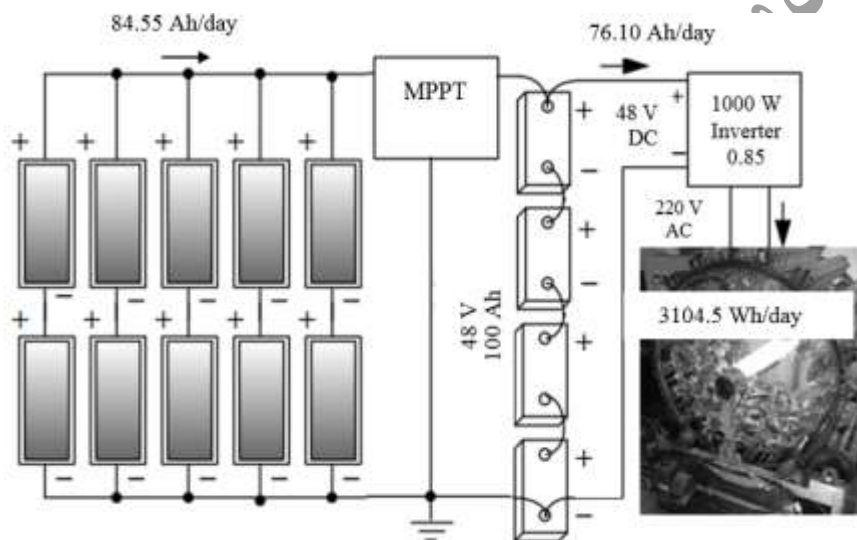 84.55 Ah/day
76.10 Ah/day
MPPT
+
−
48 V
DC
+
−
1000 W
Inverter
0.85
220 V
AC
+ + + + +
− − − − −
+ + + + +
− − − − −
48 V
100 Ah
+
−
+
+
−
3104.5 Wh/day